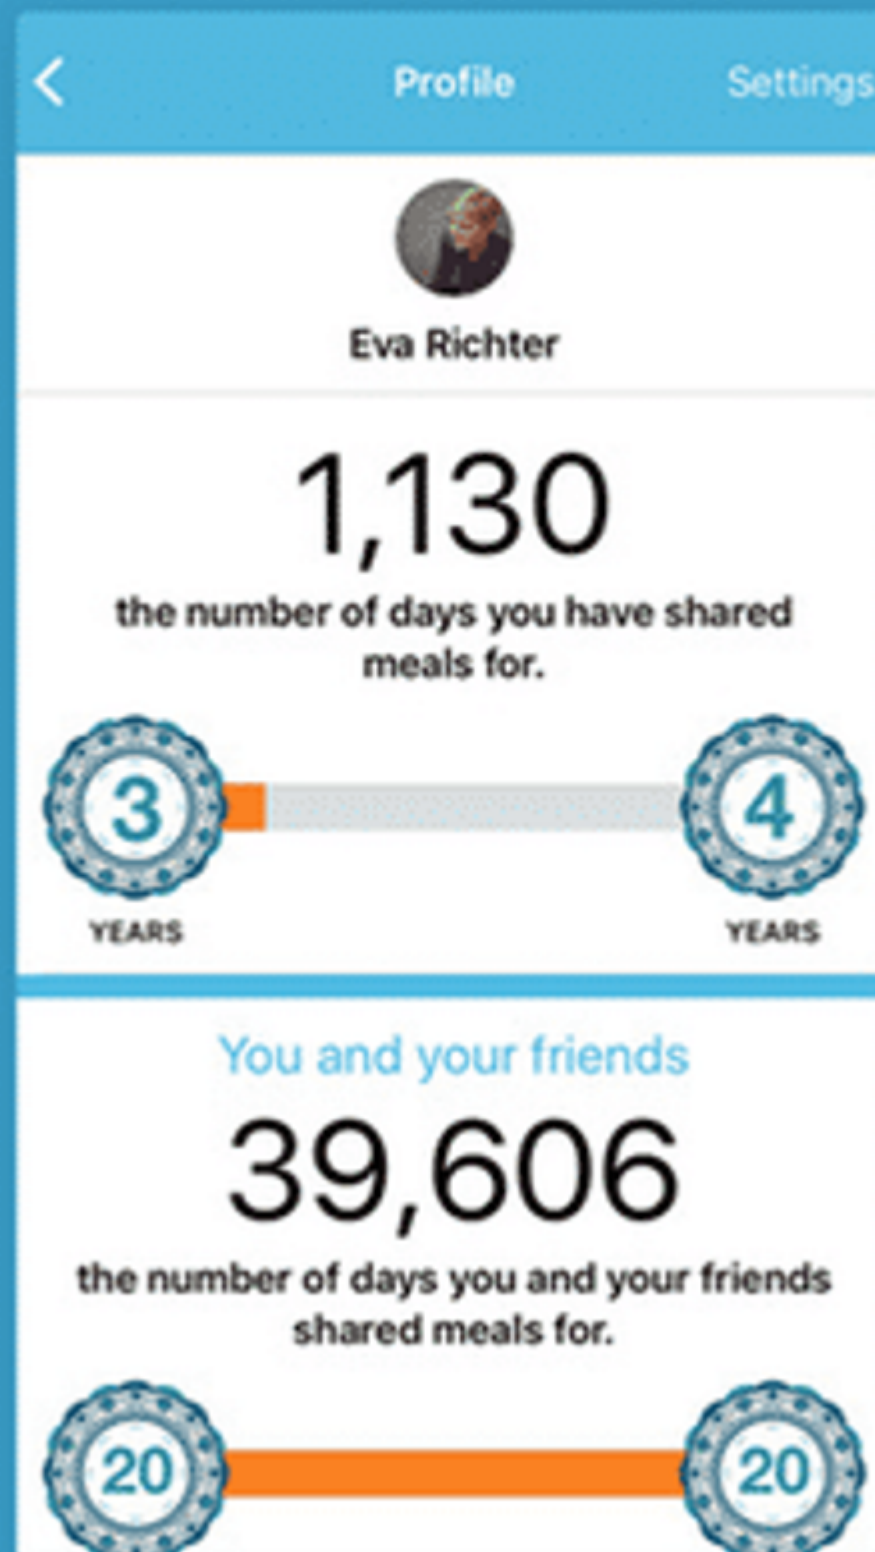 Profile
Settings
Eva Richter
1,130
the number of days you have shared
meals for.
3
4
YEARS
YEARS
You and your friends
39,606
the number of days you and your friends
shared meals for.
20
20